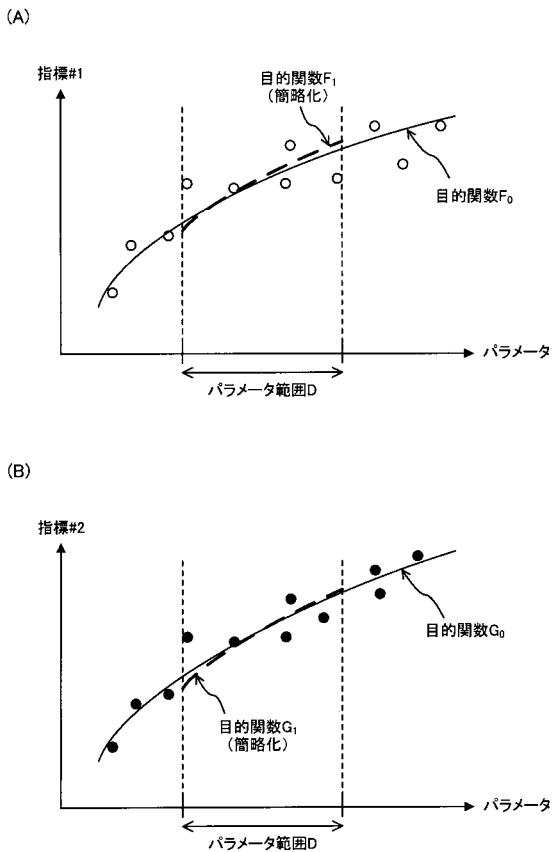 (A)
指標#1
目的関数F₁
(簡略化)
目的関数F₀
パラメータ
パラメータ範囲D
(B)
指標#2
目的関数G₀
目的関数G₁
(簡略化)
パラメータ
パラメータ範囲D